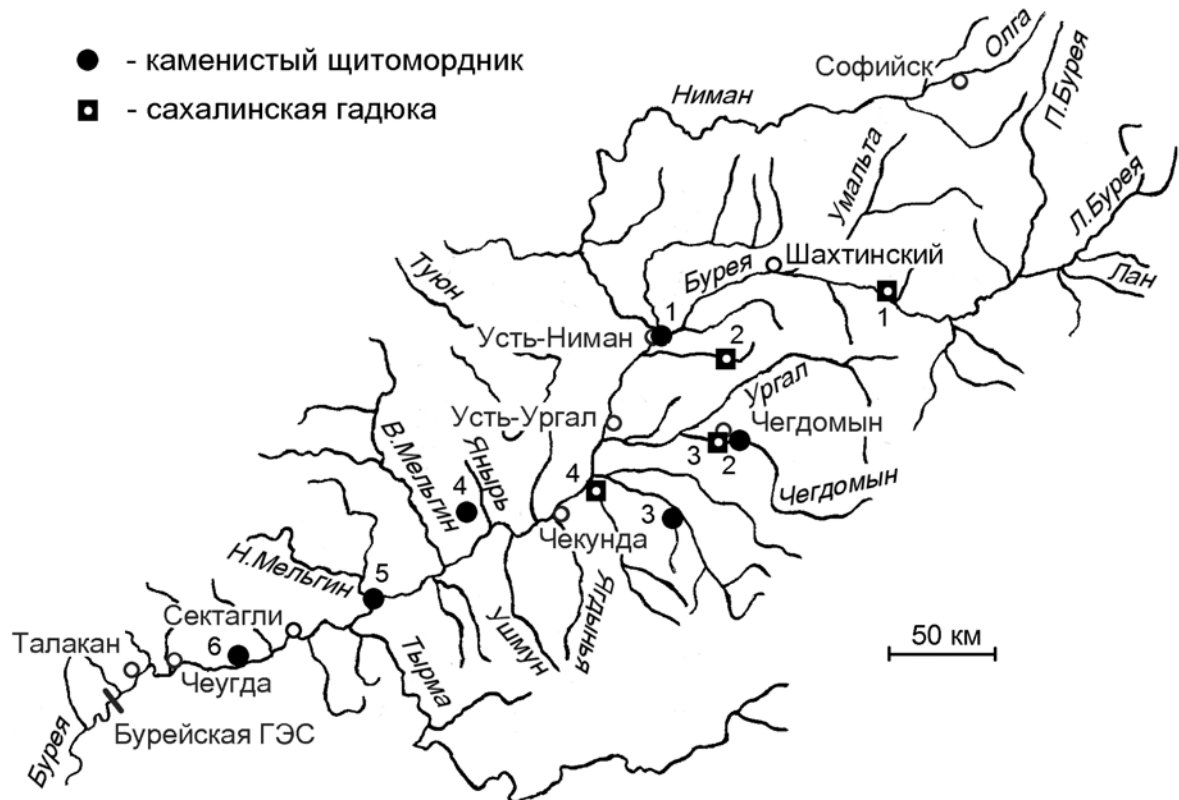 - каменистый щитомордник
- сахалинская гадюка
Софийск
Олга
П.Бурея
Ниман
Умальта
Л.Бурея
Лан
Шахтинский
Бурея
Туюн
1
1
Усть-Ниман
2
Ургал
Усть-Ургал
Чегдомын
3
2
Чегдомын
В.Мельгин
Янырь
4
4
3
Чекунда
Н.Мельгин
5
Ушмун
Ягдынья
Сектагли
50 км
Талакан
6
Чеугда
Тырма
Бурейская ГЭС
Бурея